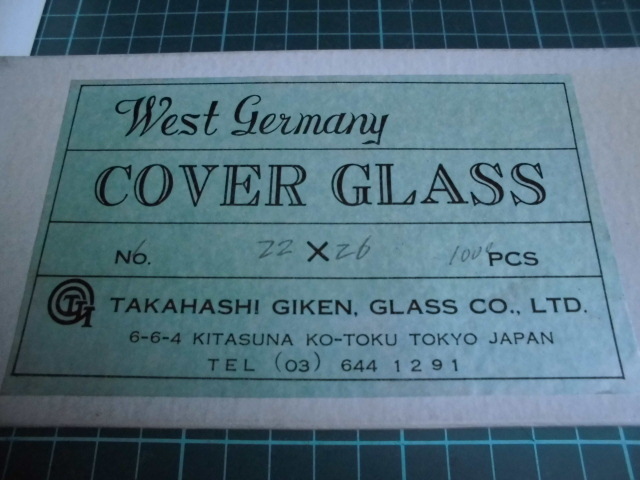 West Germany
COVER GLASS
No. 22 × 26 PCS
TAKAHASHI GIKEN, GLASS CO., LTD.
6-6-4 KITASUNA KO-TOKU TOKYO JAPAN
TEL (03) 644 1291